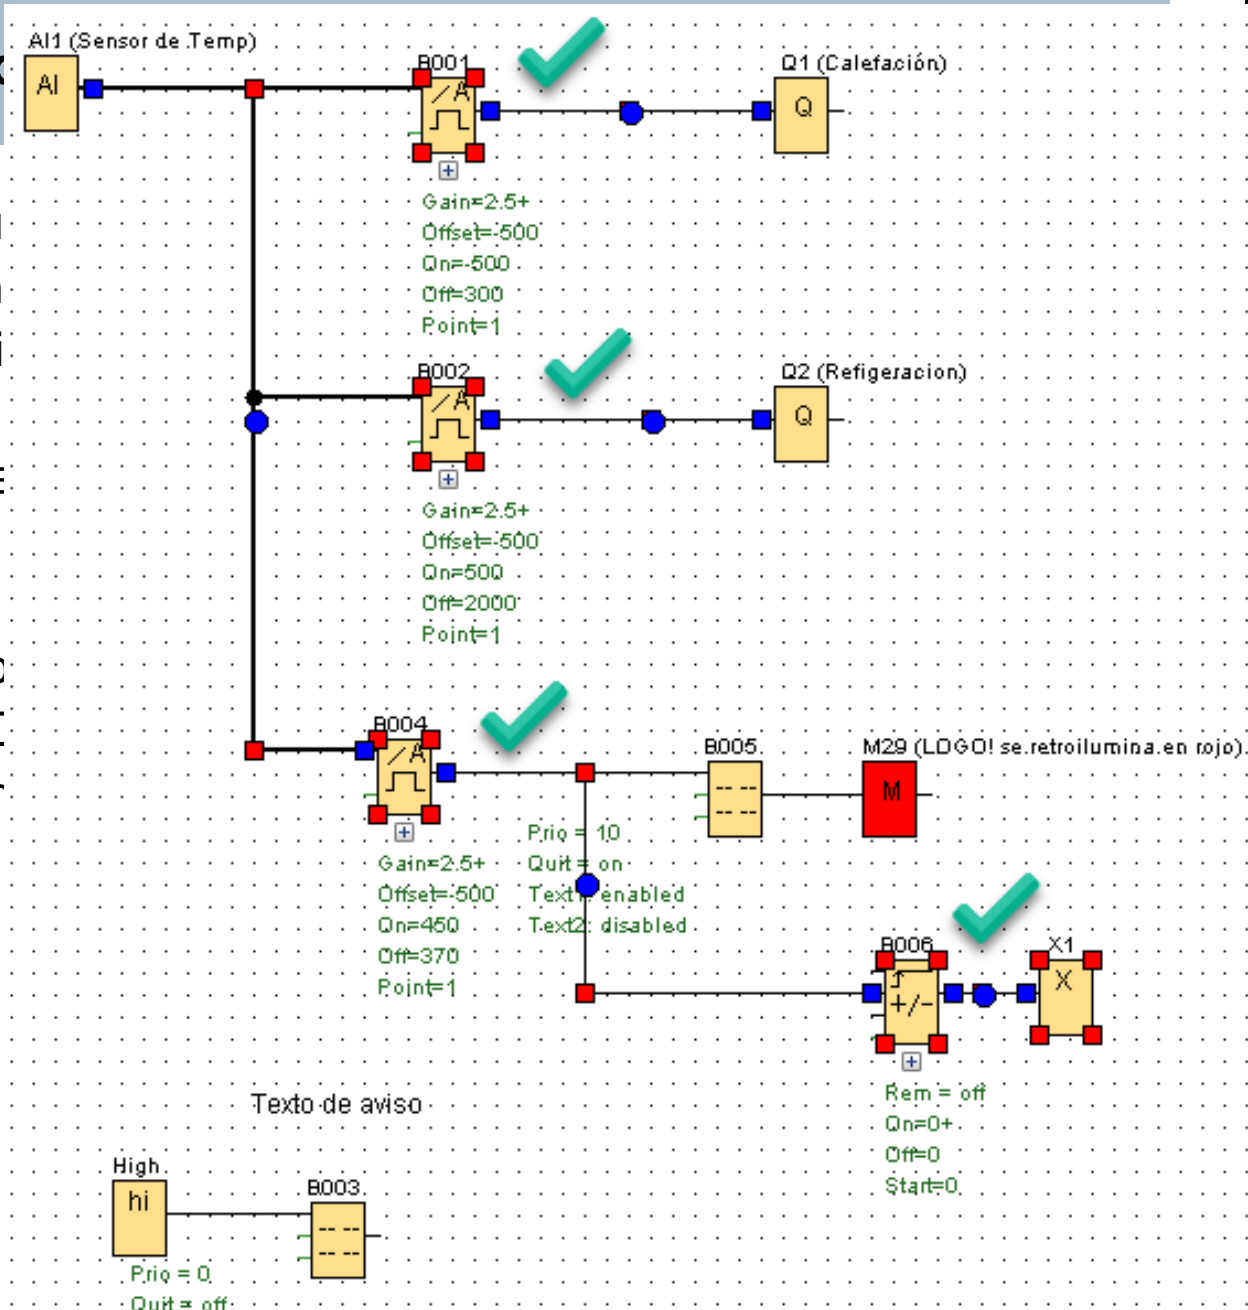 AI1 (Sensor de Temp)
AI
B001
/A
Q1 (Calefación)
Q
Gain=2.5+
Offset=-500
On=-500
Off=300
Point=1
B002
/A
Q2 (Refigeracion)
Q
Gain=2.5+
Offset=-500
On=500
Off=2000
Point=1
B004
/A
B005
M29 (LOGO! se retroilumina en rojo)
M
Gain=2.5+
Offset=-500
On=450
Off=370
Point=1
Prio = 10
Quit = on
Text1: enabled
Text2: disabled
B006
+/-
X1
X
Rem = off
On=0+
Off=0
Start=0
Texto de aviso
High
hi
B003
Prio = 0
Quit = off